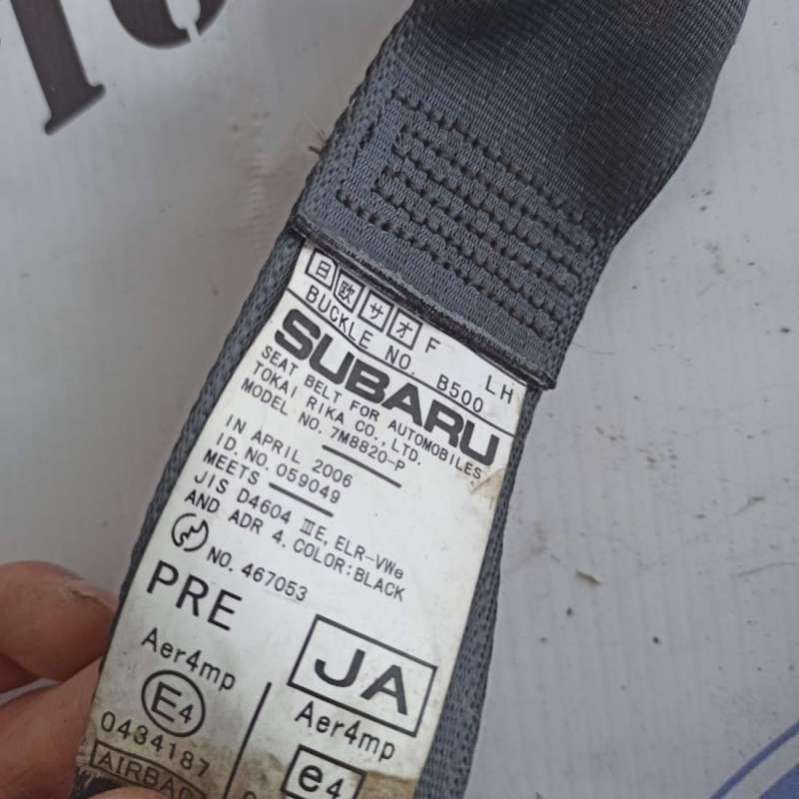 日 欧 サ オ F LH
BUCKLE NO. B500
SUBARU
SEAT BELT FOR AUTOMOBILES
TOKAI RIKA CO., LTD.
MODEL NO. 7M8820-P
IN APRIL 2006
ID. NO. 059049
MEETS
JIS D4604 ⅢE, ELR-VWe
AND ADR 4. COLOR:BLACK
NO. 467053
PRE
JA
Aer4mp
E4
0434187
AIRBAG
Aer4mp
e4